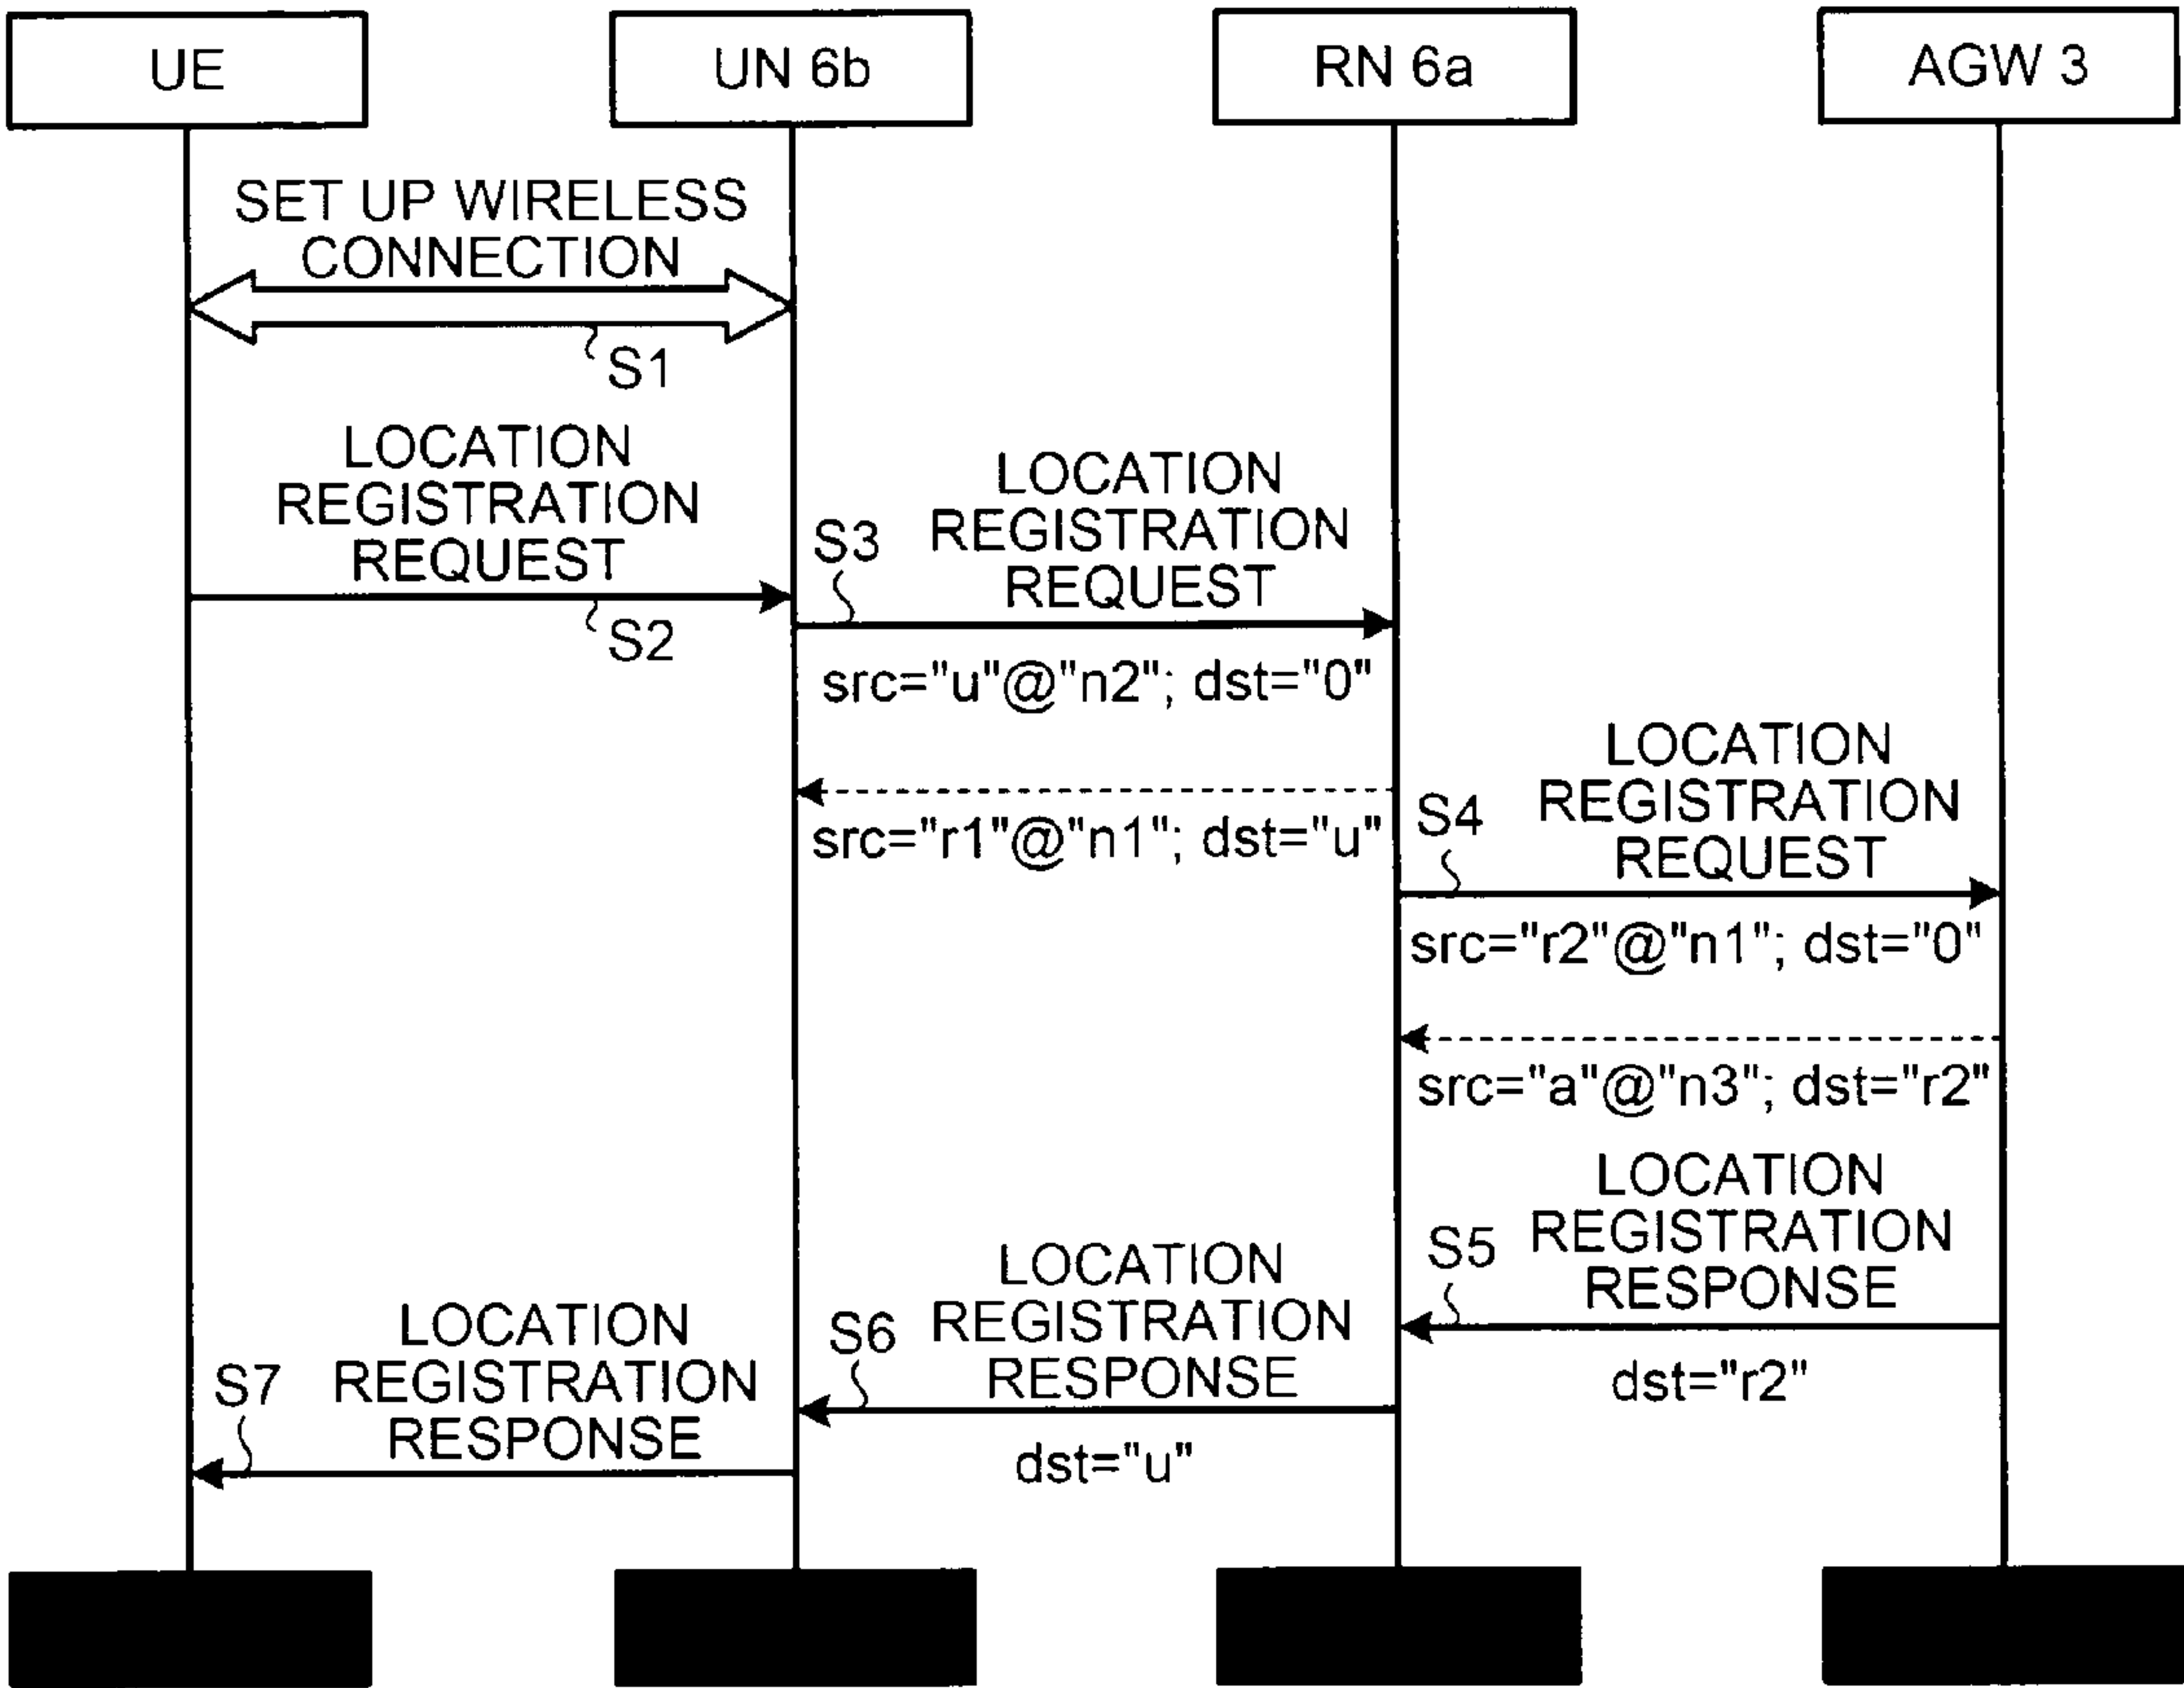 UE
UN 6b
RN 6a
AGW 3
SET UP WIRELESS
CONNECTION
S1
LOCATION
REGISTRATION
REQUEST
S2
S3
LOCATION
REGISTRATION
REQUEST
src="u"@"n2"; dst="0"
src="r1"@"n1"; dst="u"
S4
LOCATION
REGISTRATION
REQUEST
src="r2"@"n1"; dst="0"
src="a"@"n3"; dst="r2"
S5
LOCATION
REGISTRATION
RESPONSE
dst="r2"
S6
LOCATION
REGISTRATION
RESPONSE
dst="u"
S7
LOCATION
REGISTRATION
RESPONSE